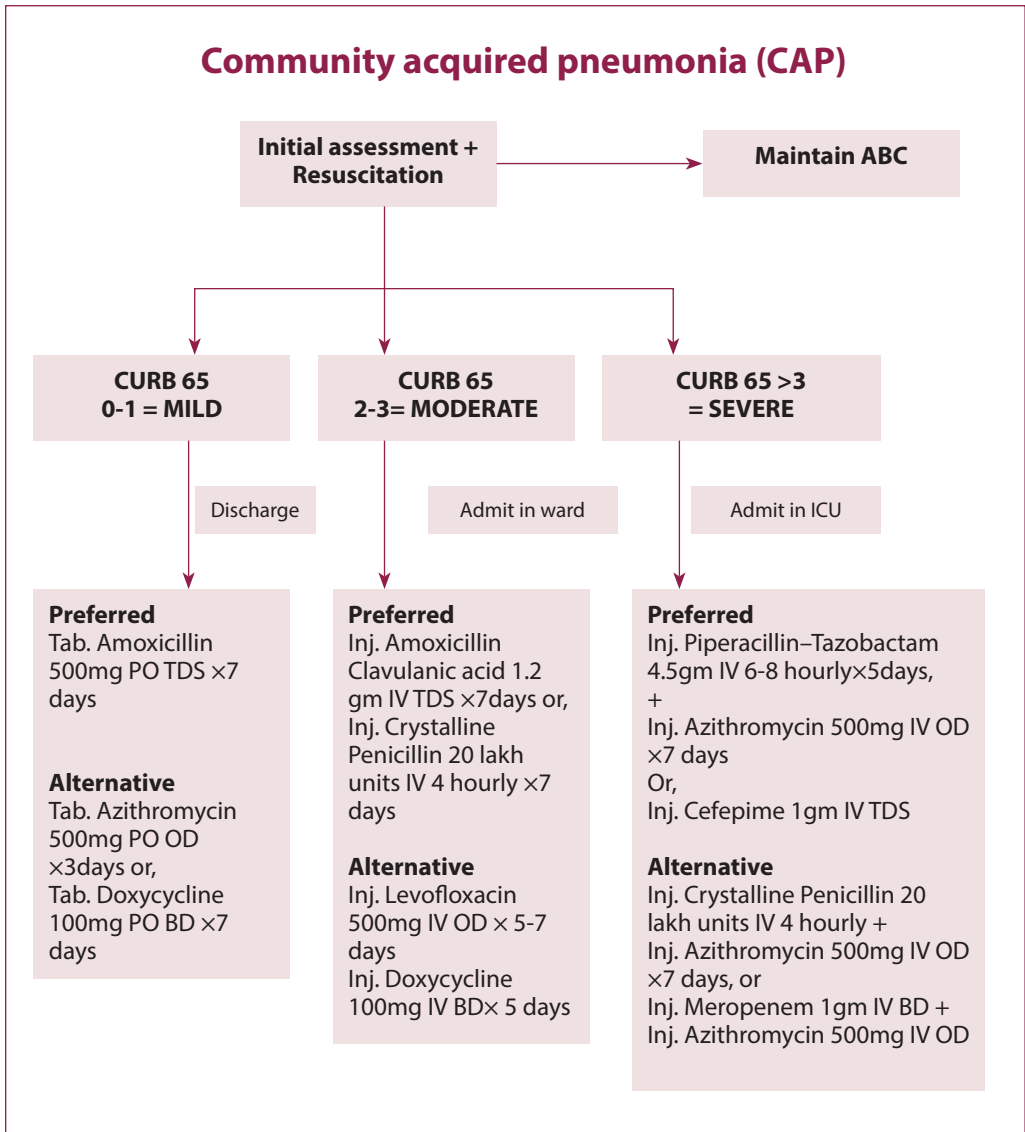 Community acquired pneumonia (CAP)
Initial assessment +
Resuscitation
Maintain ABC
CURB 65
0-1 = MILD
CURB 65
2-3= MODERATE
CURB 65 >3
= SEVERE
Discharge
Admit in ward
Admit in ICU
Preferred
Tab. Amoxicillin
500mg PO TDS ×7
days
Alternative
Tab. Azithromycin
500mg PO OD
×3days or,
Tab. Doxycycline
100mg PO BD ×7
days
Preferred
Inj. Amoxicillin
Clavulanic acid 1.2
gm IV TDS ×7days or,
Inj. Crystalline
Penicillin 20 lakh
units IV 4 hourly ×7
days
Alternative
Inj. Levofloxacin
500mg IV OD × 5-7
days
Inj. Doxycycline
100mg IV BD× 5 days
Preferred
Inj. Piperacillin–Tazobactam
4.5gm IV 6-8 hourly×5days,
+
Inj. Azithromycin 500mg IV OD
×7 days
Or,
Inj. Cefepime 1gm IV TDS
Alternative
Inj. Crystalline Penicillin 20
lakh units IV 4 hourly +
Inj. Azithromycin 500mg IV OD
×7 days, or
Inj. Meropenem 1gm IV BD +
Inj. Azithromycin 500mg IV OD